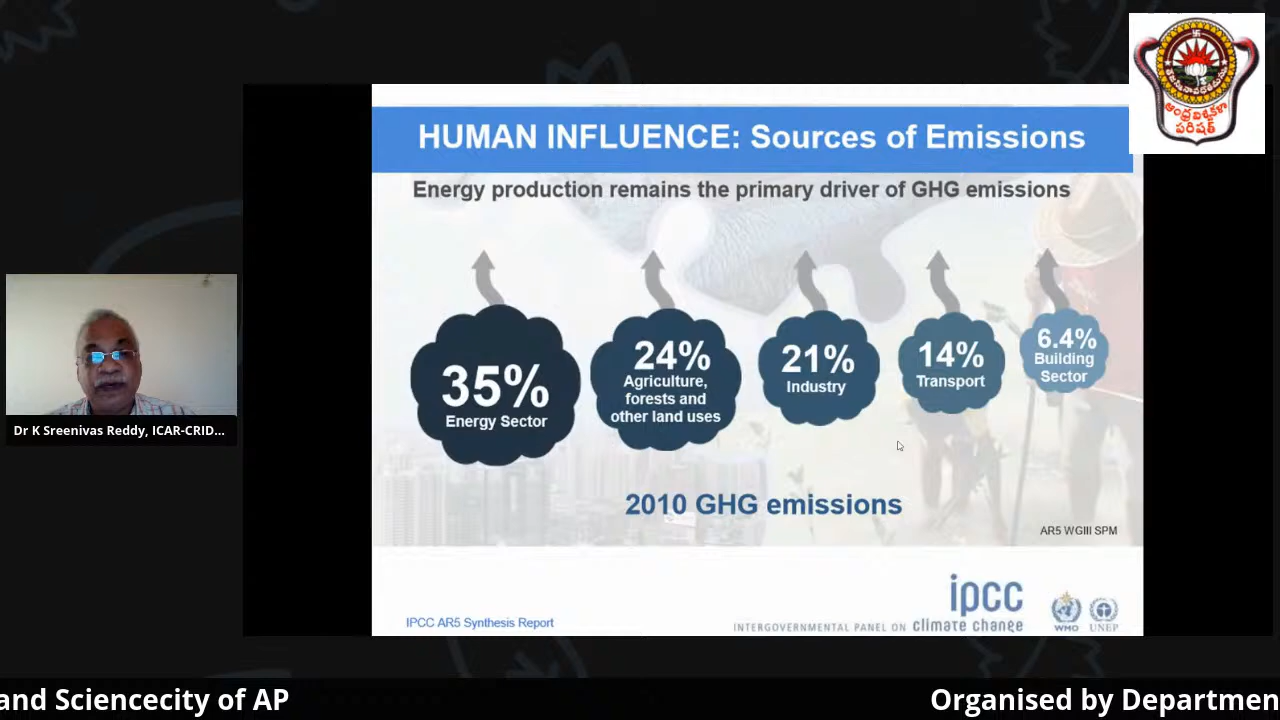 HUMAN INFLUENCE: Sources of Emissions
Energy production remains the primary driver of GHG emissions
35%
Energy Sector
24%
Agriculture,
forests and
other land uses
21%
Industry
14%
Transport
6.4%
Building
Sector
2010 GHG emissions
AR5 WGIII SPM
IPCC AR5 Synthesis Report
ipcc
INTERGOVERNMENTAL PANEL ON climate change
WMO
UNEP
ఆంధ్ర విశ్వకళా
పరిషత్
Dr K Sreenivas Reddy, ICAR-CRID...
and Sciencecity of AP
Organised by Departmen